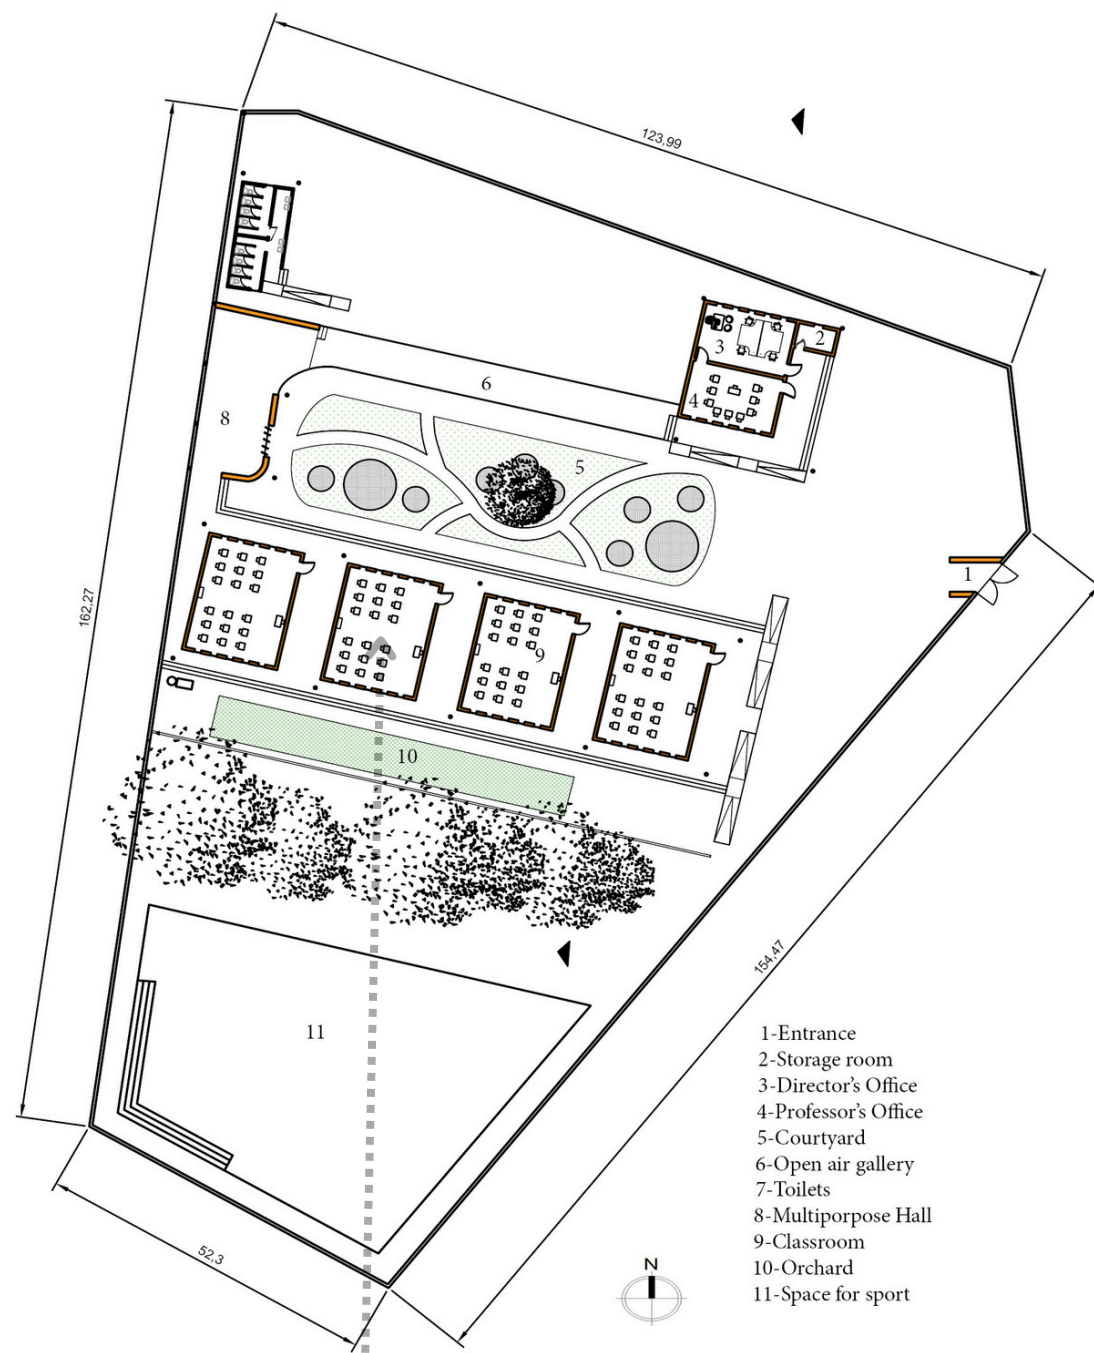 123,99
2
3
4
6
8
5
1
162,27
9
10
154,47
11
52,3
N
1-Entrance
2-Storage room
3-Director's Office
4-Professor's Office
5-Courtyard
6-Open air gallery
7-Toilets
8-Multiporpose Hall
9-Classroom
10-Orchard
11-Space for sport